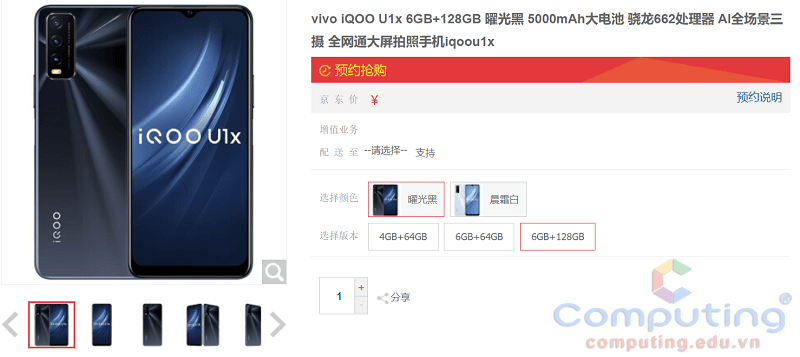 vivo iQOO U1x 6GB+128GB 曜光黑 5000mAh大电池 骁龙662处理器 AI全场景三
摄 全网通大屏拍照手机iqoou1x
预约抢购
京东价 ¥ 预约说明
增值业务
配送至 --请选择-- 支持
选择颜色 曜光黑 晨霜白
选择版本 4GB+64GB 6GB+64GB 6GB+128GB
1 + -
分享
iQOO U1x
iQOO
Computing®
computing.edu.vn